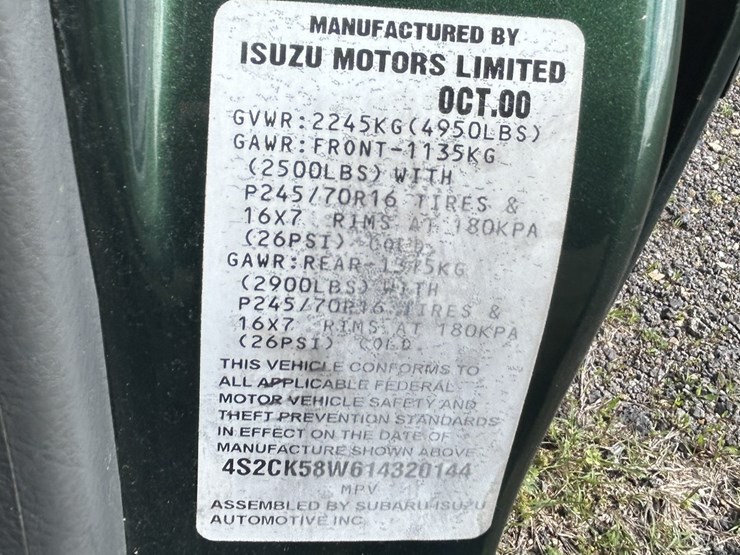 MANUFACTURED BY
ISUZU MOTORS LIMITED
OCT.00
GVWR:2245KG(4950LBS)
GAWR:FRONT-1135KG
(2500LBS) WITH
P245/70R16 TIRES &
16X7 RIMS AT 180KPA
(26PSI) COLD
GAWR:REAR-1315KG
(2900LBS) WITH
P245/70R16 TIRES &
16X7 RIMS AT 180KPA
(26PSI) COLD
THIS VEHICLE CONFORMS TO
ALL APPLICABLE FEDERAL
MOTOR VEHICLE SAFETY AND
THEFT PREVENTION STANDARDS
IN EFFECT ON THE DATE OF
MANUFACTURE SHOWN ABOVE
4S2CK58W614320144
MPV
ASSEMBLED BY SUBARU-ISUZU
AUTOMOTIVE INC.